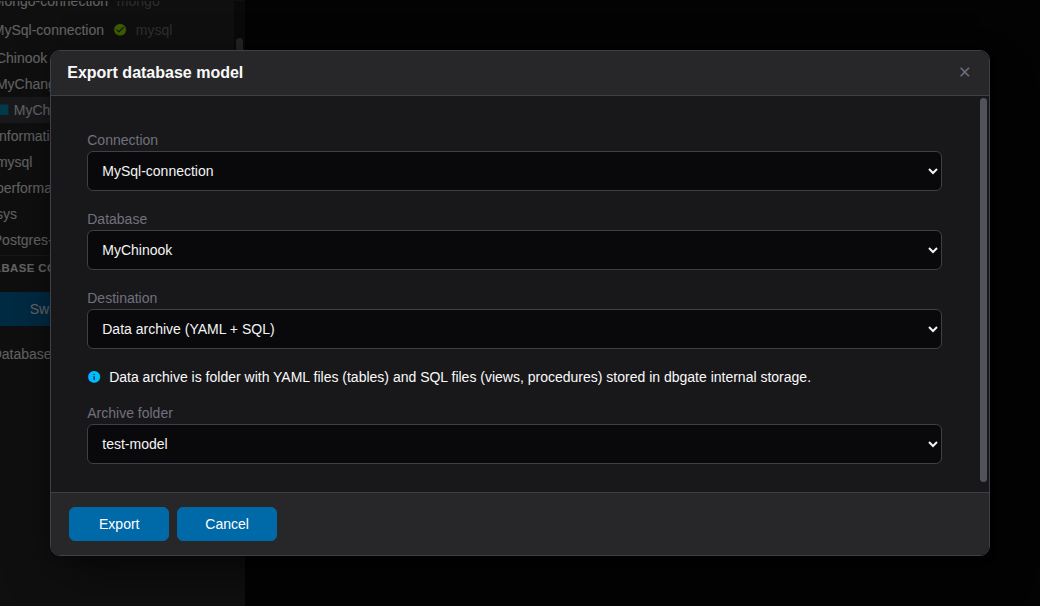 Mongo-connection mongo
MySql-connection mysql
Chinook
Export database model ×
Connection
MySql-connection
Database
MyChinook
Destination
Data archive (YAML + SQL)
Data archive is folder with YAML files (tables) and SQL files (views, procedures) stored in dbgate internal storage.
Archive folder
test-model
mysql
sys
Database
Export Cancel